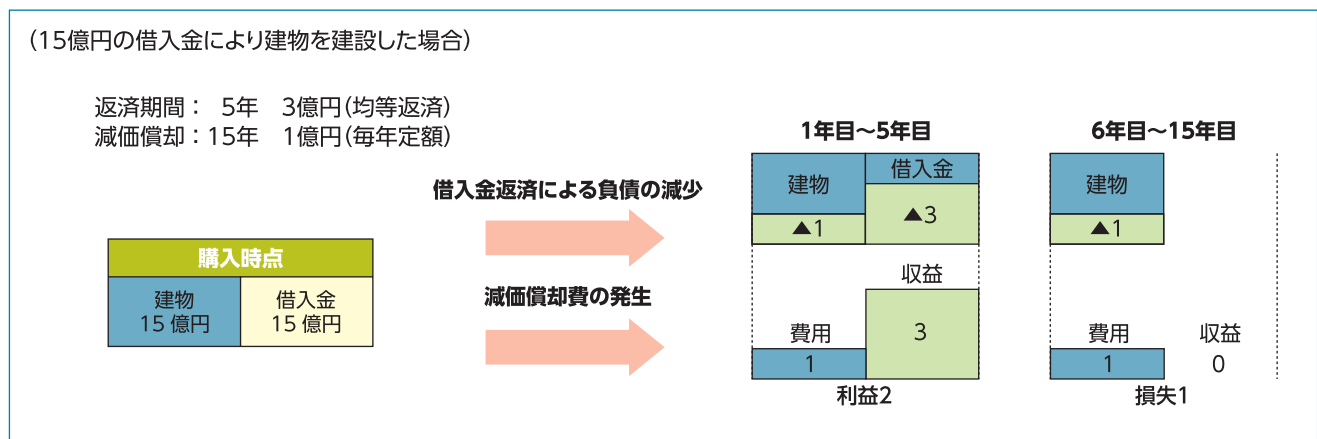 （15億円の借入金により建物を建設した場合）
返済期間： 5年 3億円（均等返済）
減価償却：15年 1億円（毎年定額）
購入時点
建物
15 億円
借入金
15 億円
借入金返済による負債の減少
減価償却費の発生
1年目～5年目
建物
借入金
▲1
▲3
収益
費用
3
1
利益2
6年目～15年目
建物
▲1
費用
収益
1
0
損失1